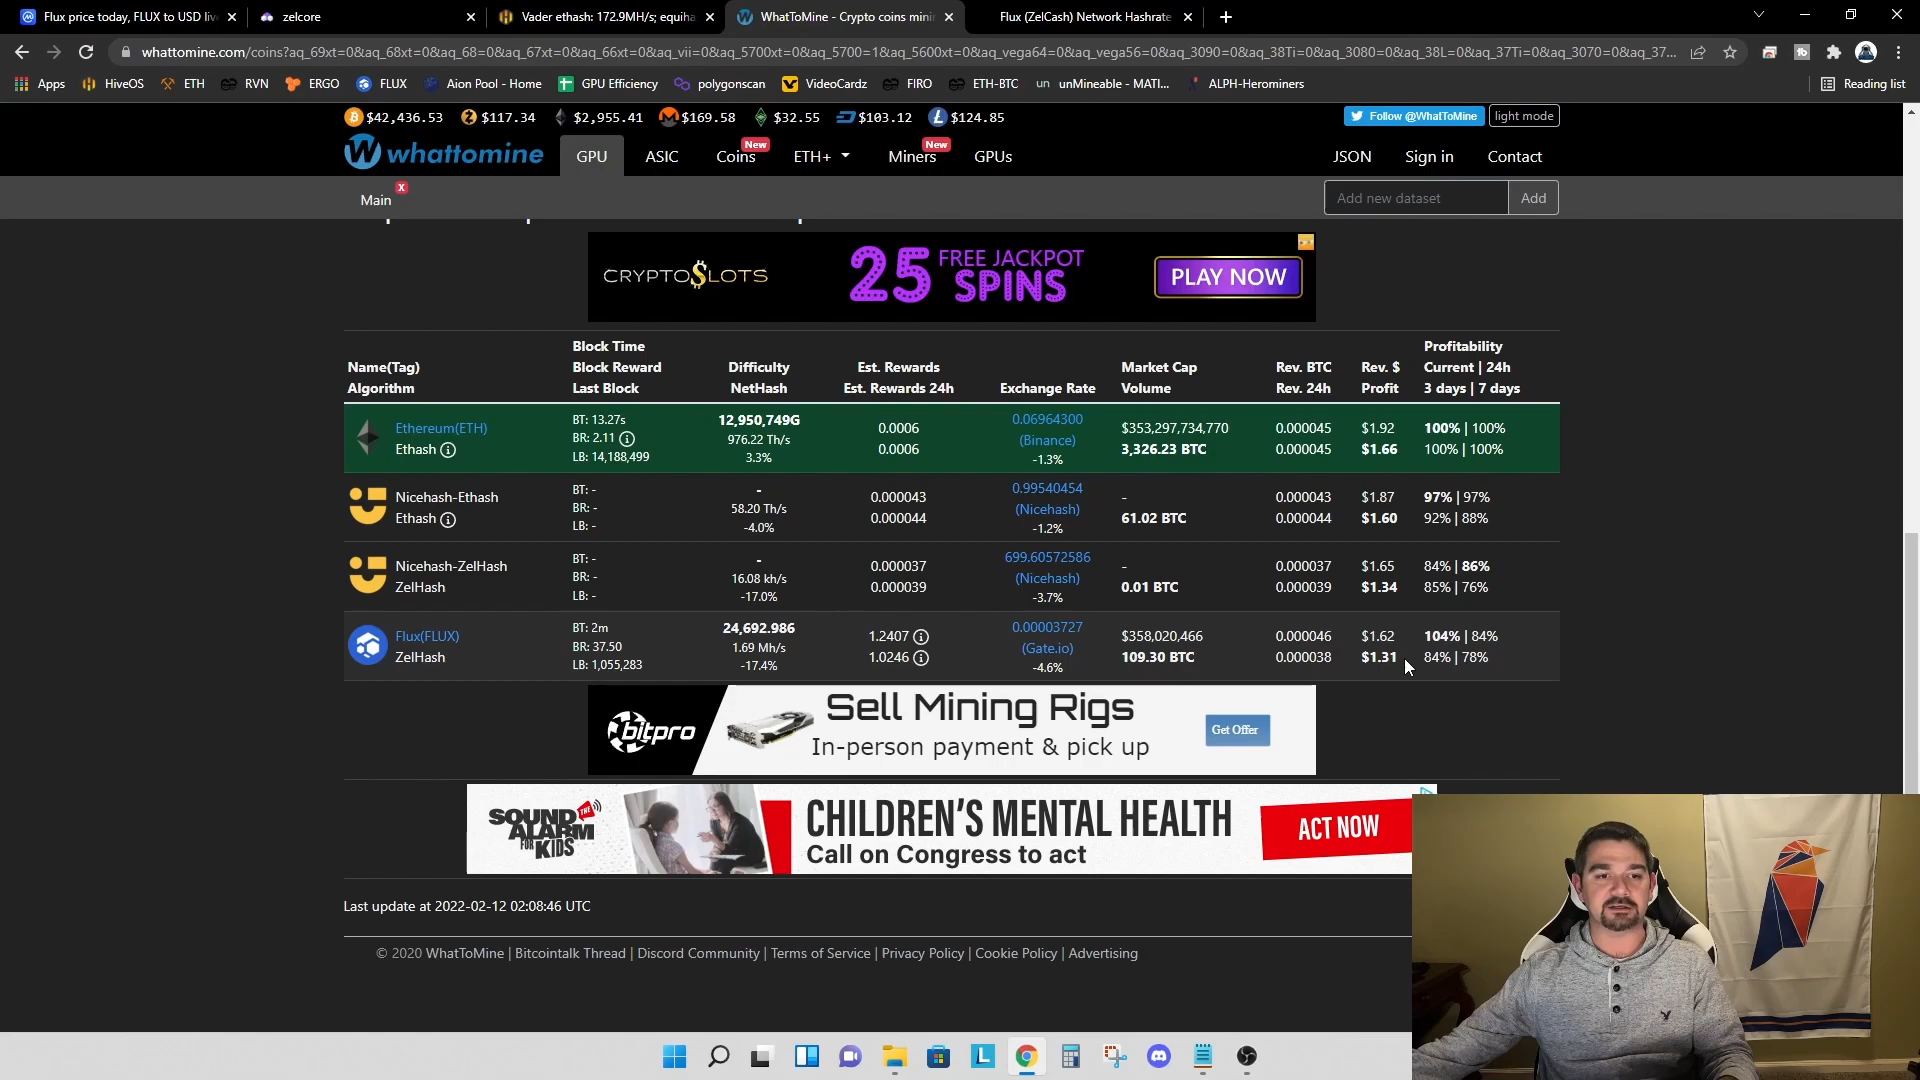 Flux price today, FLUX to USD liv
zelcore
Vader ethash: 172.9MH/s; equiha
WhatToMine - Crypto coins mini
Flux (ZelCash) Network Hashrate
whattomine.com/coins?aq_69xt=0&aq_68xt=0&aq_68=0&aq_67xt=0&aq_66xt=0&aq_vii=0&aq_5700xt=0&aq_5700=1&aq_5600xt=0&aq_vega64=0&aq_vega56=0&aq_3090=0&aq_38Ti=0&aq_3080=0&aq_38L=0&aq_37Ti=0&aq_3070=0&aq_37...
Apps HiveOS ETH RVN ERGO FLUX Aion Pool - Home GPU Efficiency polygonscan VideoCardz FIRO ETH-BTC un unMineable - MATI... ALPH-Herominers Reading list
$42,436.53 $117.34 $2,955.41 $169.58 $32.55 $103.12 $124.85
Follow @WhatToMine light mode
whattomine GPU ASIC Coins New ETH+ Miners New GPUs JSON Sign in Contact
Main x Add new dataset Add
CRYPTO$LOTS 25 FREE JACKPOT SPINS PLAY NOW
Name(Tag) Algorithm
Block Time Block Reward Last Block
Difficulty NetHash
Est. Rewards Est. Rewards 24h
Exchange Rate
Market Cap Volume
Rev. BTC Rev. 24h
Rev. $ Profit
Profitability Current | 24h 3 days | 7 days
Ethereum(ETH) BT: 13.27s 12,950,749G 0.0006 0.06964300 $353,297,734,770 0.000045 $1.92 100% | 100%
Ethash BR: 2.11 976.22 Th/s 0.0006 (Binance) 3,326.23 BTC 0.000045 $1.66 100% | 100%
LB: 14,188,499 3.3% -1.3%
Nicehash-Ethash BT: - - 0.000043 0.99540454 - 0.000043 $1.87 97% | 97%
Ethash BR: - 58.20 Th/s 0.000044 (Nicehash) 61.02 BTC 0.000044 $1.60 92% | 88%
LB: - -4.0% -1.2%
Nicehash-ZelHash BT: - - 0.000037 699.60572586 - 0.000037 $1.65 84% | 86%
ZelHash BR: - 16.08 kh/s 0.000039 (Nicehash) 0.01 BTC 0.000039 $1.34 85% | 76%
LB: - -17.0% -3.7%
Flux(FLUX) BT: 2m 24,692.986 1.2407 0.00003727 $358,020,466 0.000046 $1.62 104% | 84%
ZelHash BR: 37.50 1.69 Mh/s 1.0246 (Gate.io) 109.30 BTC 0.000038 $1.31 84% | 78%
LB: 1,055,283 -17.4% -4.6%
bitpro Sell Mining Rigs
In-person payment & pick up Get Offer
SOUND THE ALARM FOR KIDS
CHILDREN'S MENTAL HEALTH
Call on Congress to act
ACT NOW
Last update at 2022-02-12 02:08:46 UTC
© 2020 WhatToMine | Bitcointalk Thread | Discord Community | Terms of Service | Privacy Policy | Cookie Policy | Advertising